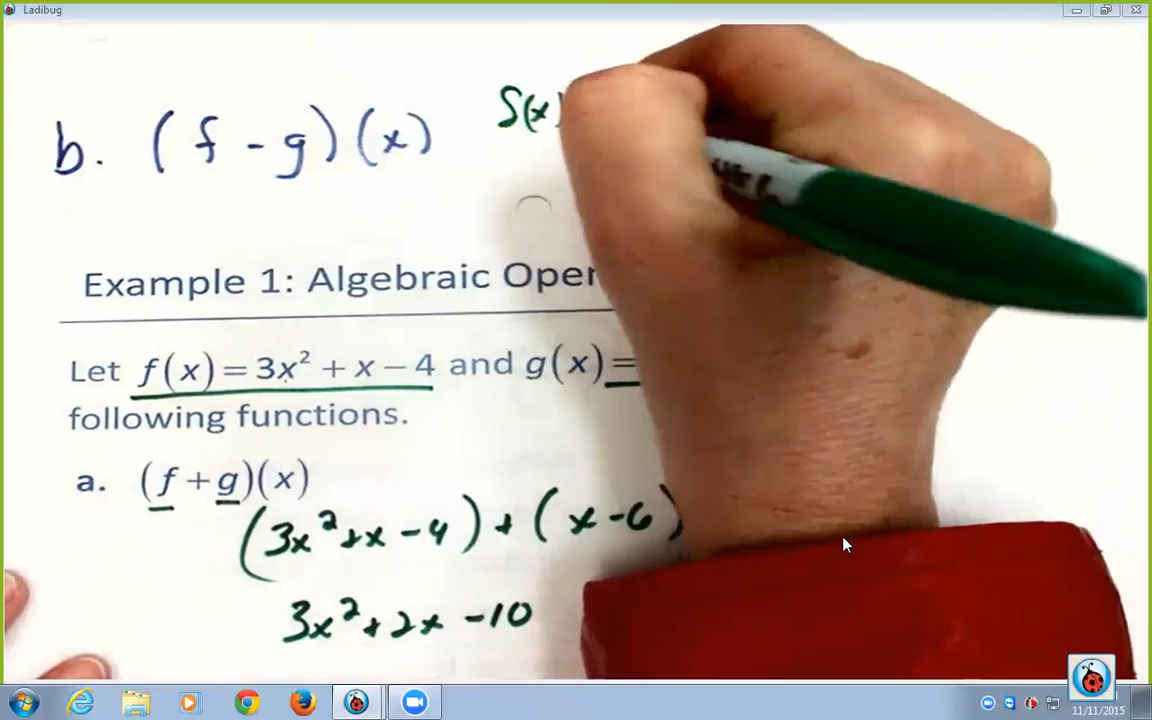 Ladibug
b. (f - g)(x) S(x)
Example 1: Algebraic Oper
Let f(x) = 3x² + x − 4 and g(x) =
following functions.
a. (f + g)(x)
(3x² + x − 4) + (x − 6)
3x² + 2x − 10
11/11/2015